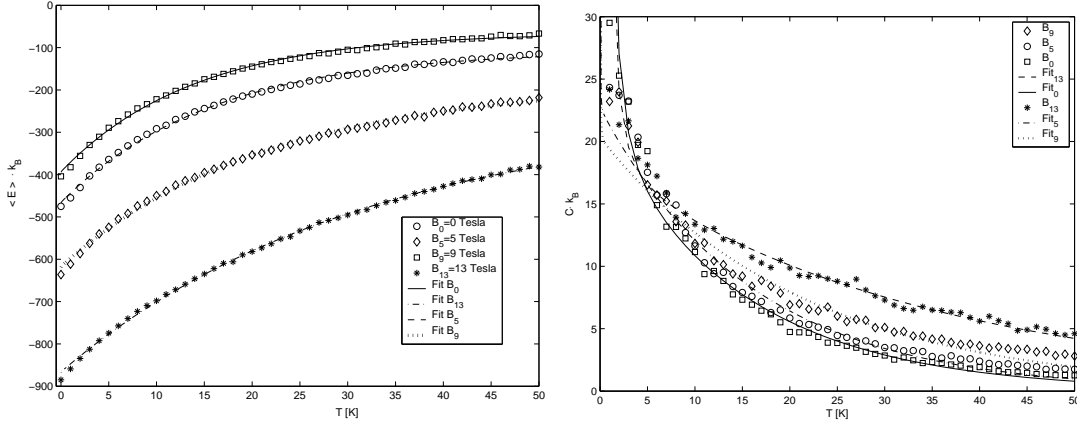 0
−100
−200
−300
−400
−500
−600
−700
−800
−900
< E > · k_B
0 5 10 15 20 25 30 35 40 45 50
T [K]
B_0=0 Tesla
B_5=5 Tesla
B_9=9 Tesla
B_13=13 Tesla
Fit B_0
Fit B_13
Fit B_5
Fit B_9
30
25
20
15
10
5
0
C· k_B
0 5 10 15 20 25 30 35 40 45 50
T [K]
B_9
B_5
B_0
Fit_13
Fit_0
B_13
Fit_5
Fit_9